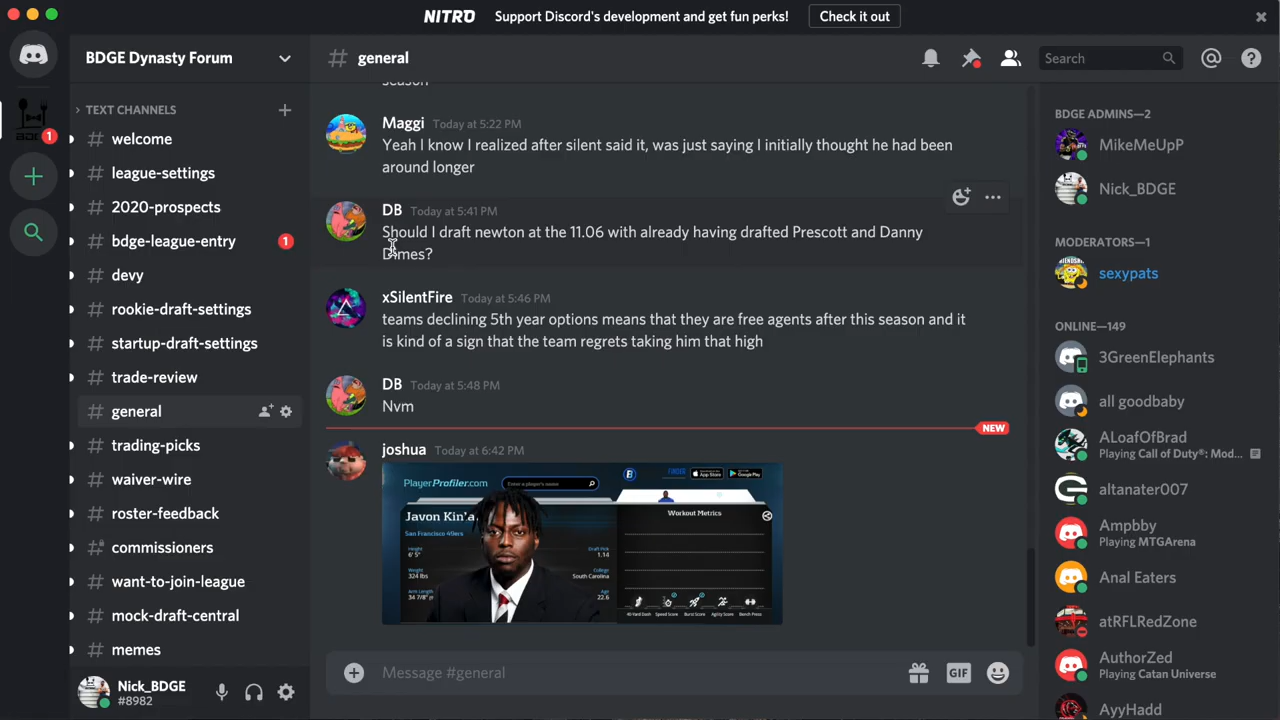 NITRO Support Discord's development and get fun perks! Check it out
BDGE Dynasty Forum
general
Search
TEXT CHANNELS
welcome
league-settings
2020-prospects
bdge-league-entry 1
devy
rookie-draft-settings
startup-draft-settings
trade-review
general
trading-picks
waiver-wire
roster-feedback
commissioners
want-to-join-league
mock-draft-central
memes
Nick_BDGE
#8982
1
season
Maggi Today at 5:22 PM
Yeah I know I realized after silent said it, was just saying I initially thought he had been
around longer
DB Today at 5:41 PM
Should I draft newton at the 11.06 with already having drafted Prescott and Danny
Dimes?
xSilentFire Today at 5:46 PM
teams declining 5th year options means that they are free agents after this season and it
is kind of a sign that the team regrets taking him that high
DB Today at 5:48 PM
Nvm
NEW
joshua Today at 6:42 PM
PlayerProfiler.com
Enter a player's name
FINDER
App Store
Google Play
Javon Kin'a
San Francisco 49ers
Height
6' 5"
Weight
324 lbs
Arm Length
34 7/8"
Draft Pick
1.14
College
South Carolina
Age
22.6
Workout Metrics
40-Yard Dash
Speed Score
Burst Score
Agility Score
Bench Press
Message #general
GIF
BDGE ADMINS—2
MikeMeUpP
Nick_BDGE
MODERATORS—1
sexypats
ONLINE—149
3GreenElephants
all goodbaby
ALoafOfBrad
Playing Call of Duty®: Mod...
altanater007
Ampbby
Playing MTGArena
Anal Eaters
atRFLRedZone
AuthorZed
Playing Catan Universe
AyyHadd